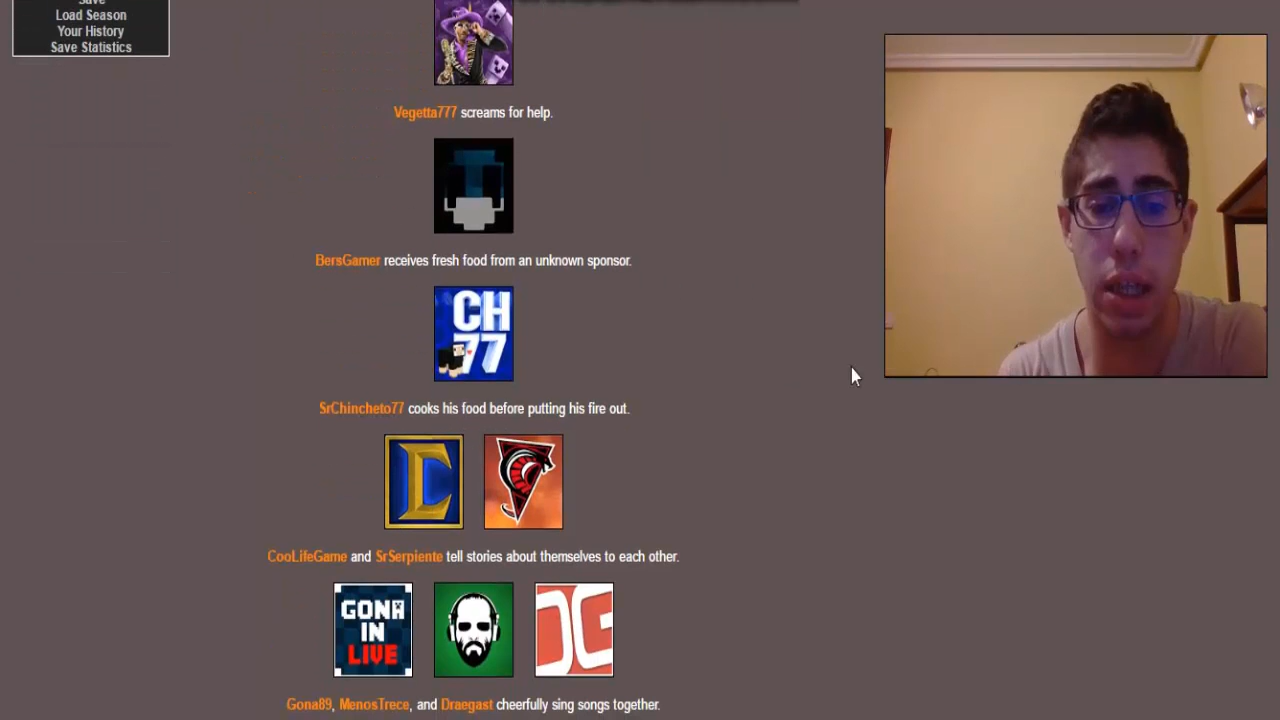 Save
Load Season
Your History
Save Statistics
Vegetta777 screams for help.
BersGamer receives fresh food from an unknown sponsor.
CH
77
SrChincheto77 cooks his food before putting his fire out.
CooLifeGame and SrSerpiente tell stories about themselves to each other.
GONA
IN
LIVE
DG
Gona89, MenosTrece, and Draegast cheerfully sing songs together.